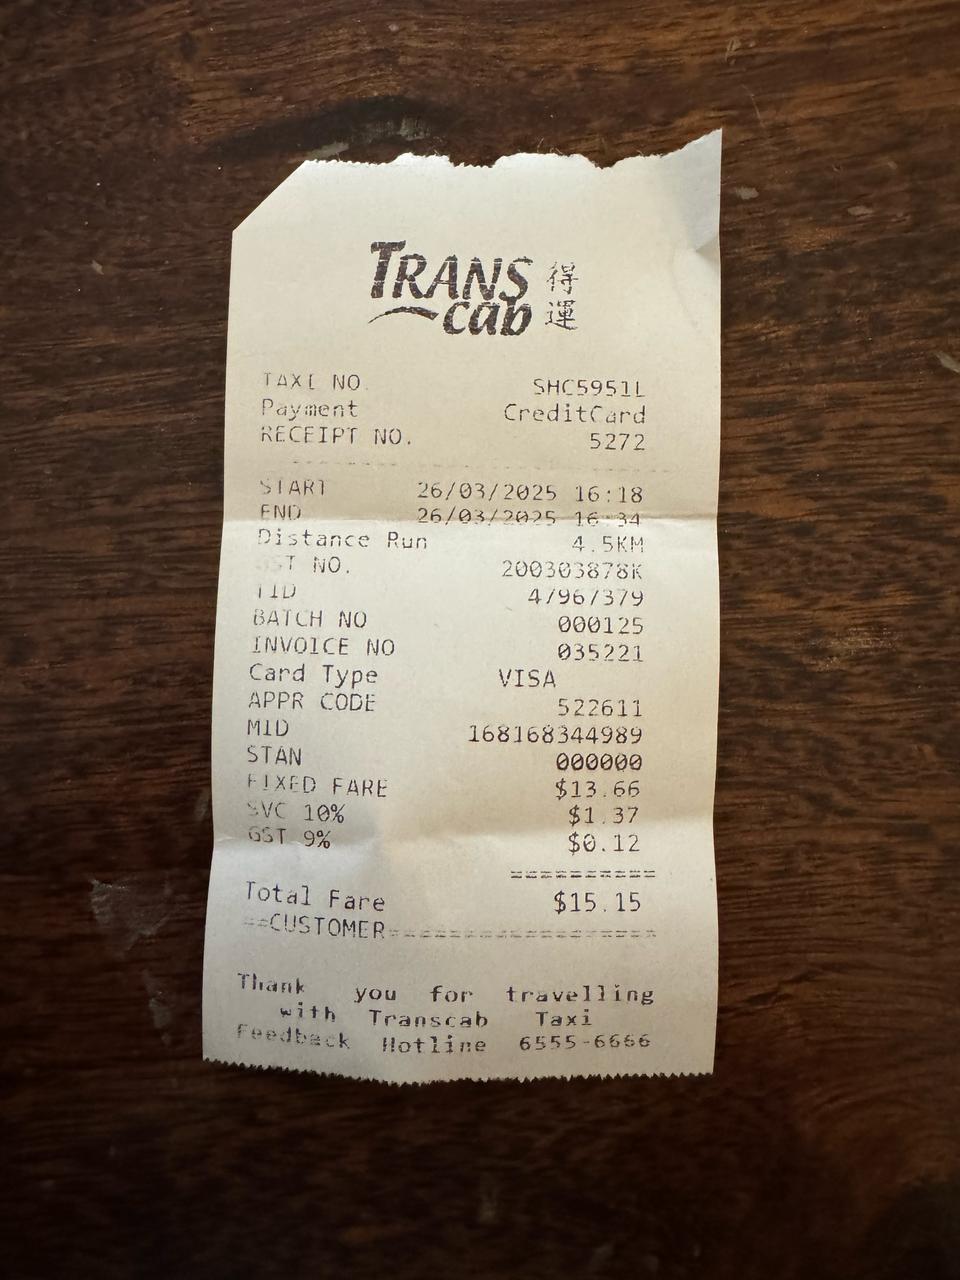 TRANS cab 得運
TAXI NO. SHC5951L
Payment CreditCard
RECEIPT NO. 5272
START 26/03/2025 16:18
END 26/03/2025 16:34
Distance Run 4.5KM
GST NO. 200303878K
TID 47967379
BATCH NO 000125
INVOICE NO 035221
Card Type VISA
APPR CODE 522611
MID 168168344989
STAN 000000
FIXED FARE $13.66
SVC 10% $1.37
GST 9% $0.12
==========
Total Fare $15.15
==CUSTOMER===================
Thank you for travelling
with Transcab Taxi
Feedback Hotline 6555-6666